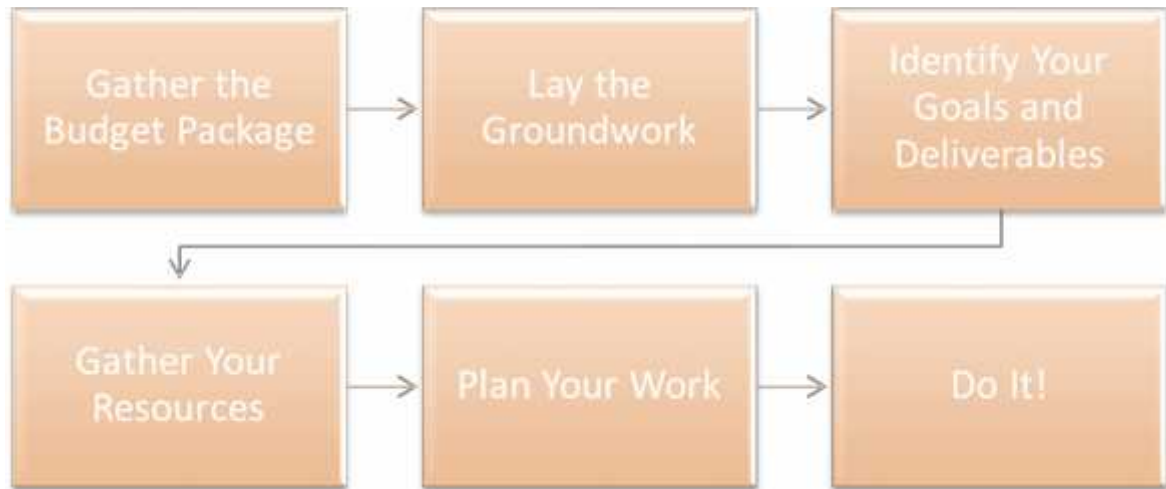 Gather the
Budget Package
Lay the
Groundwork
Identify Your
Goals and
Deliverables
Gather Your
Resources
Plan Your Work
Do It!